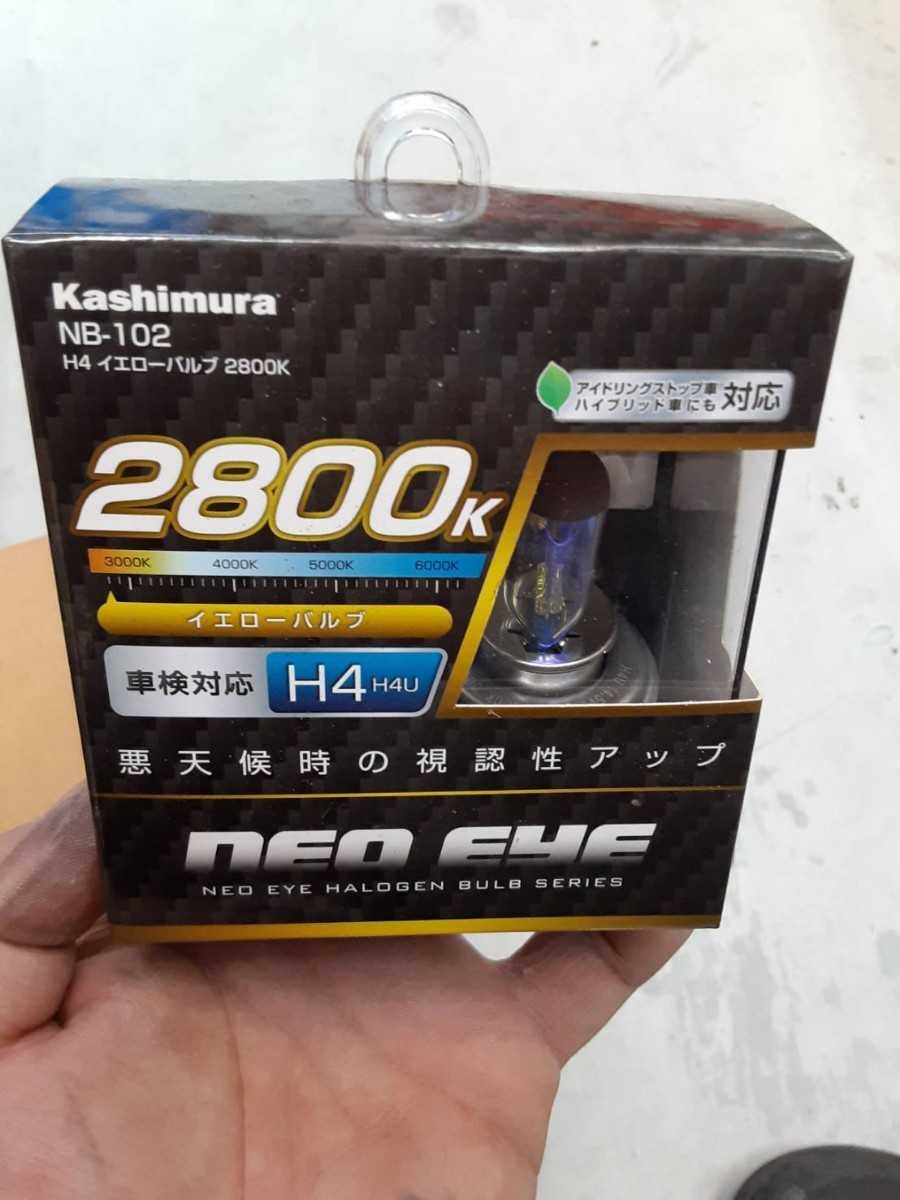 Kashimura
NB-102
H4 イエローバルブ 2800K
アイドリングストップ車
ハイブリッド車にも 対応
2800K
3000K 4000K 5000K 6000K
イエローバルブ
車検対応 H4 H4U
悪天候時の視認性アップ
NEO EYE
NEO EYE HALOGEN BULB SERIES